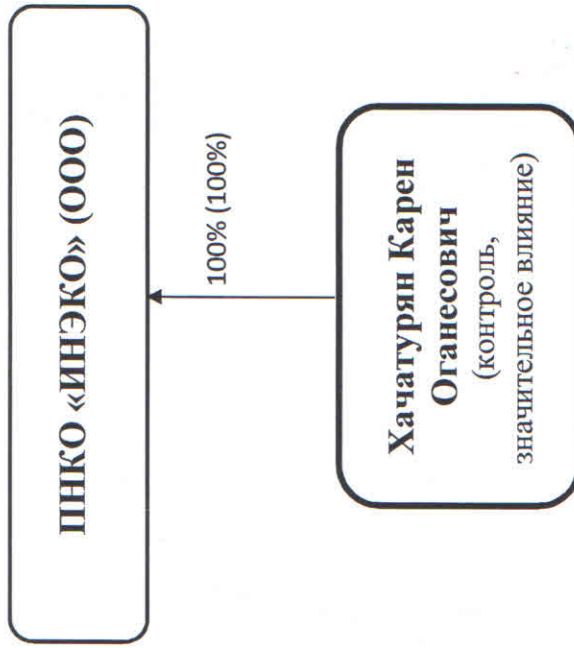 ПНКО «ИНЭКО» (ООО)
100% (100%)
Хачатурян Карен
Оганесович
(контроль,
значительное влияние)